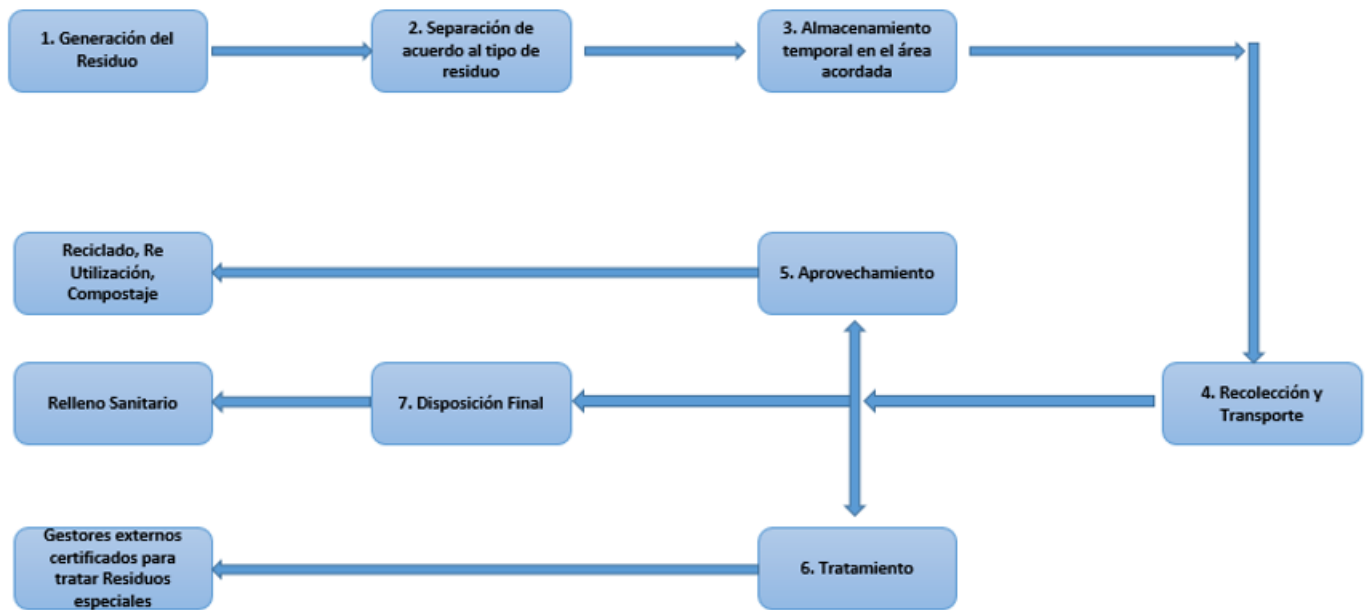 1. Generación del
Residuo
2. Separación de
acuerdo al tipo de
residuo
3. Almacenamiento
temporal en el área
acordada
Reciclado, Re
Utilización,
Compostaje
5. Aprovechamiento
Relleno Sanitario
7. Disposición Final
4. Recolección y
Transporte
Gestores externos
certificados para
tratar Residuos
especiales
6. Tratamiento